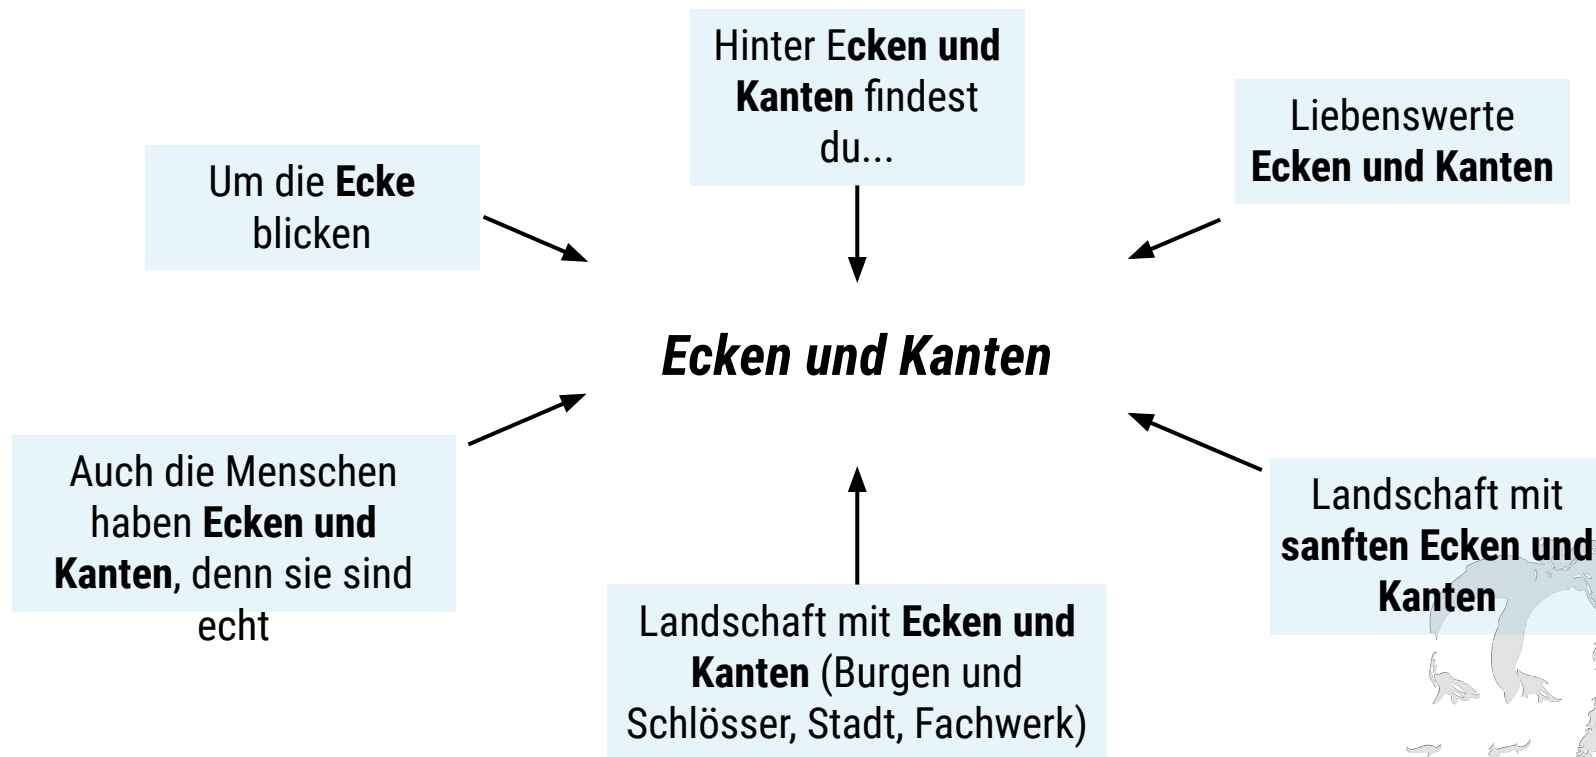 Hinter Ecken und
Kanten findest
du...
Liebenswerte
Ecken und Kanten
Um die Ecke
blicken
Ecken und Kanten
Auch die Menschen
haben Ecken und
Kanten, denn sie sind
echt
Landschaft mit
sanften Ecken und
Kanten
Landschaft mit Ecken und
Kanten (Burgen und
Schlösser, Stadt, Fachwerk)